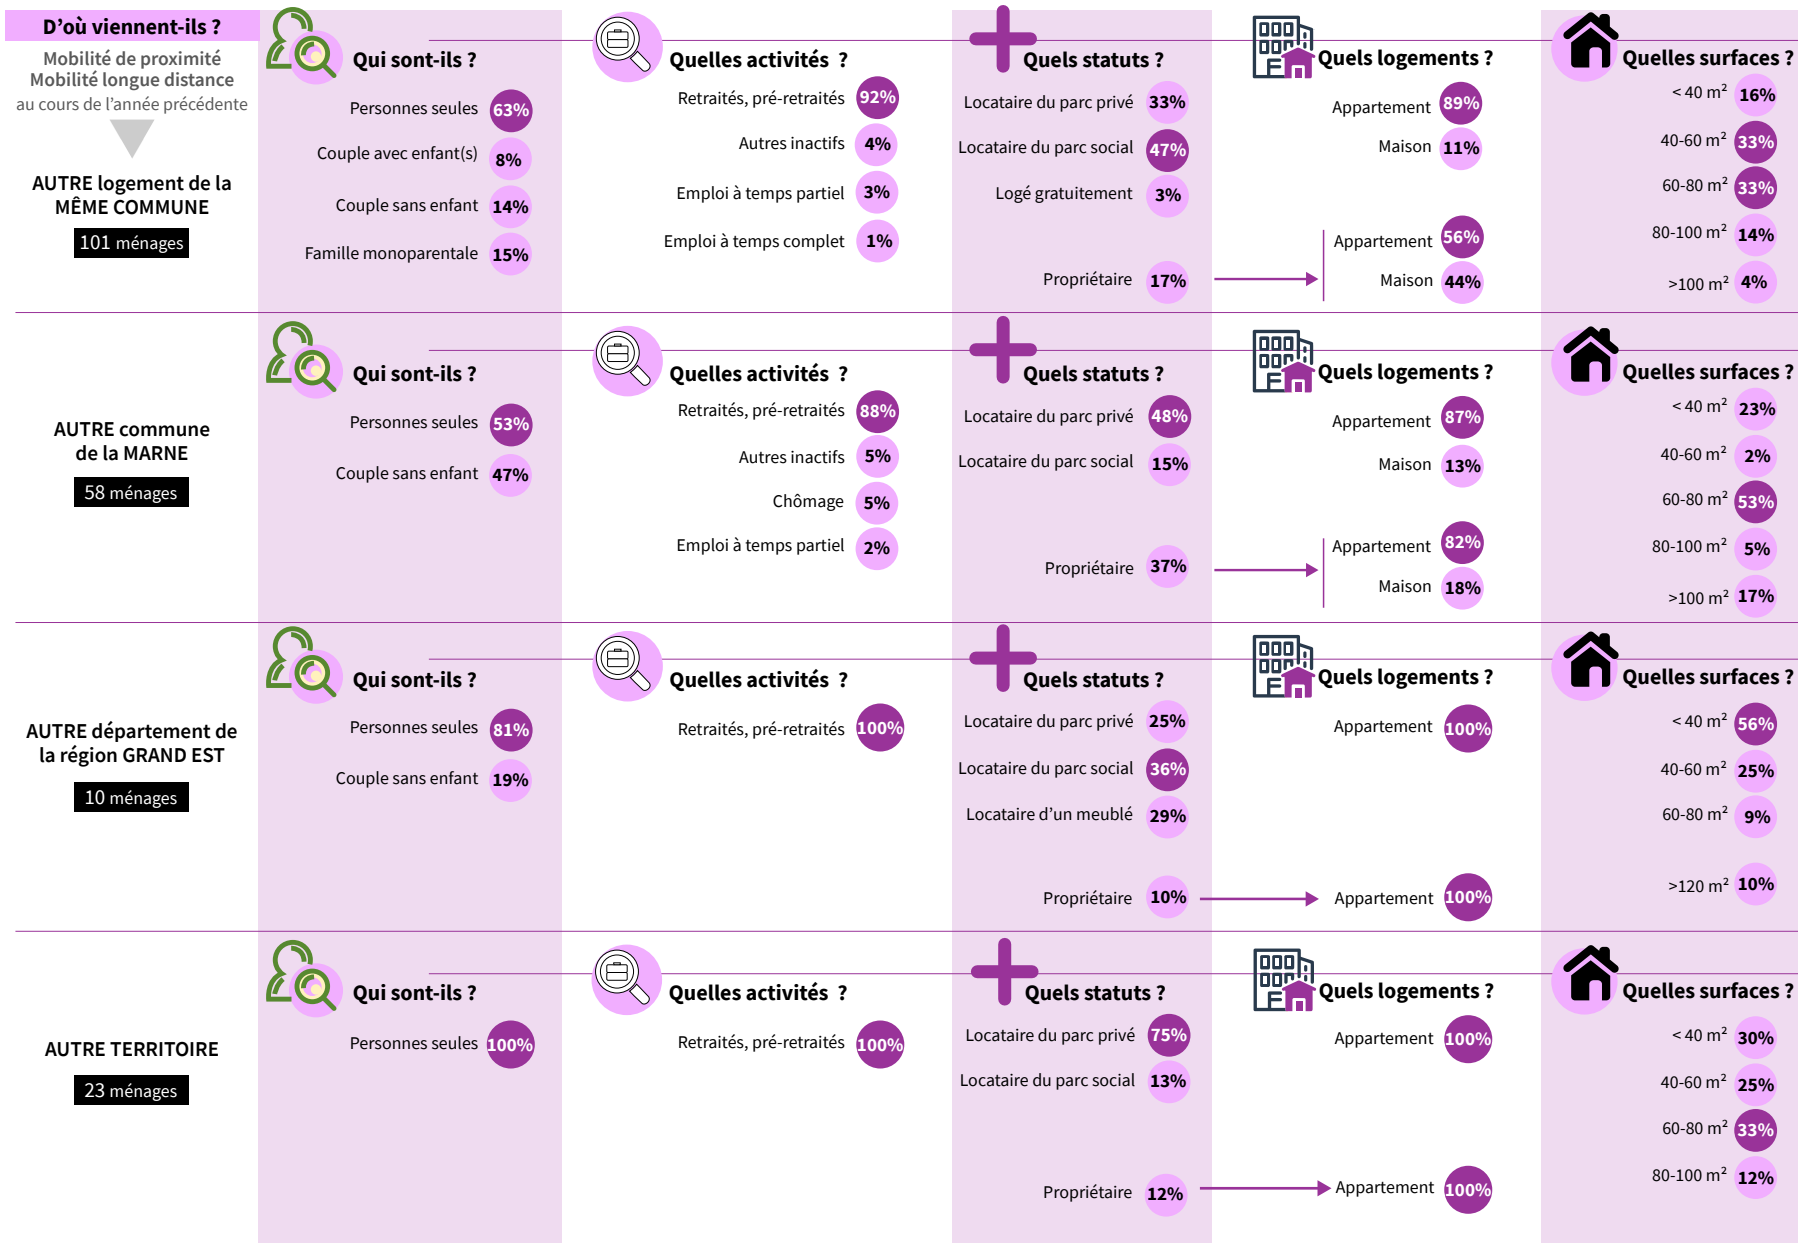 D'où viennent-ils ?
Mobilité de proximité
Mobilité longue distance
au cours de l'année précédente
AUTRE logement de la
MÊME COMMUNE
101 ménages
Qui sont-ils ?
Personnes seules 63%
Couple avec enfant(s) 8%
Couple sans enfant 14%
Famille monoparentale 15%
Quelles activités ?
Retraités, pré-retraités 92%
Autres inactifs 4%
Emploi à temps partiel 3%
Emploi à temps complet 1%
Quels statuts ?
Locataire du parc privé 33%
Locataire du parc social 47%
Logé gratuitement 3%
Propriétaire 17%
Quels logements ?
Appartement 89%
Maison 11%
Appartement 56%
Maison 44%
Quelles surfaces ?
< 40 m² 16%
40-60 m² 33%
60-80 m² 33%
80-100 m² 14%
>100 m² 4%
AUTRE commune
de la MARNE
58 ménages
Qui sont-ils ?
Personnes seules 53%
Couple sans enfant 47%
Quelles activités ?
Retraités, pré-retraités 88%
Autres inactifs 5%
Chômage 5%
Emploi à temps partiel 2%
Quels statuts ?
Locataire du parc privé 48%
Locataire du parc social 15%
Propriétaire 37%
Quels logements ?
Appartement 87%
Maison 13%
Appartement 82%
Maison 18%
Quelles surfaces ?
< 40 m² 23%
40-60 m² 2%
60-80 m² 53%
80-100 m² 5%
>100 m² 17%
AUTRE département de
la région GRAND EST
10 ménages
Qui sont-ils ?
Personnes seules 81%
Couple sans enfant 19%
Quelles activités ?
Retraités, pré-retraités 100%
Quels statuts ?
Locataire du parc privé 25%
Locataire du parc social 36%
Locataire d'un meublé 29%
Propriétaire 10%
Quels logements ?
Appartement 100%
Appartement 100%
Quelles surfaces ?
< 40 m² 56%
40-60 m² 25%
60-80 m² 9%
>120 m² 10%
AUTRE TERRITOIRE
23 ménages
Qui sont-ils ?
Personnes seules 100%
Quelles activités ?
Retraités, pré-retraités 100%
Quels statuts ?
Locataire du parc privé 75%
Locataire du parc social 13%
Propriétaire 12%
Quels logements ?
Appartement 100%
Appartement 100%
Quelles surfaces ?
< 40 m² 30%
40-60 m² 25%
60-80 m² 33%
80-100 m² 12%